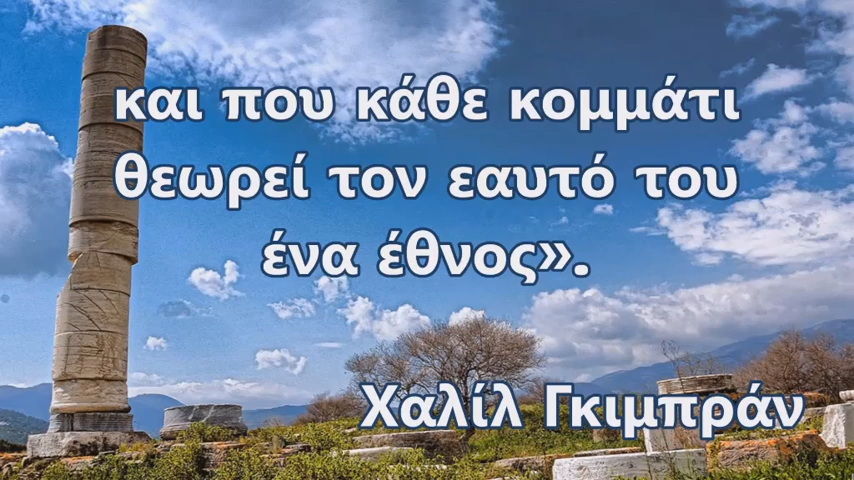 και που κάθε κομμάτι
θεωρεί τον εαυτό του
ένα έθνος».
Χαλίλ Γκιμπράν